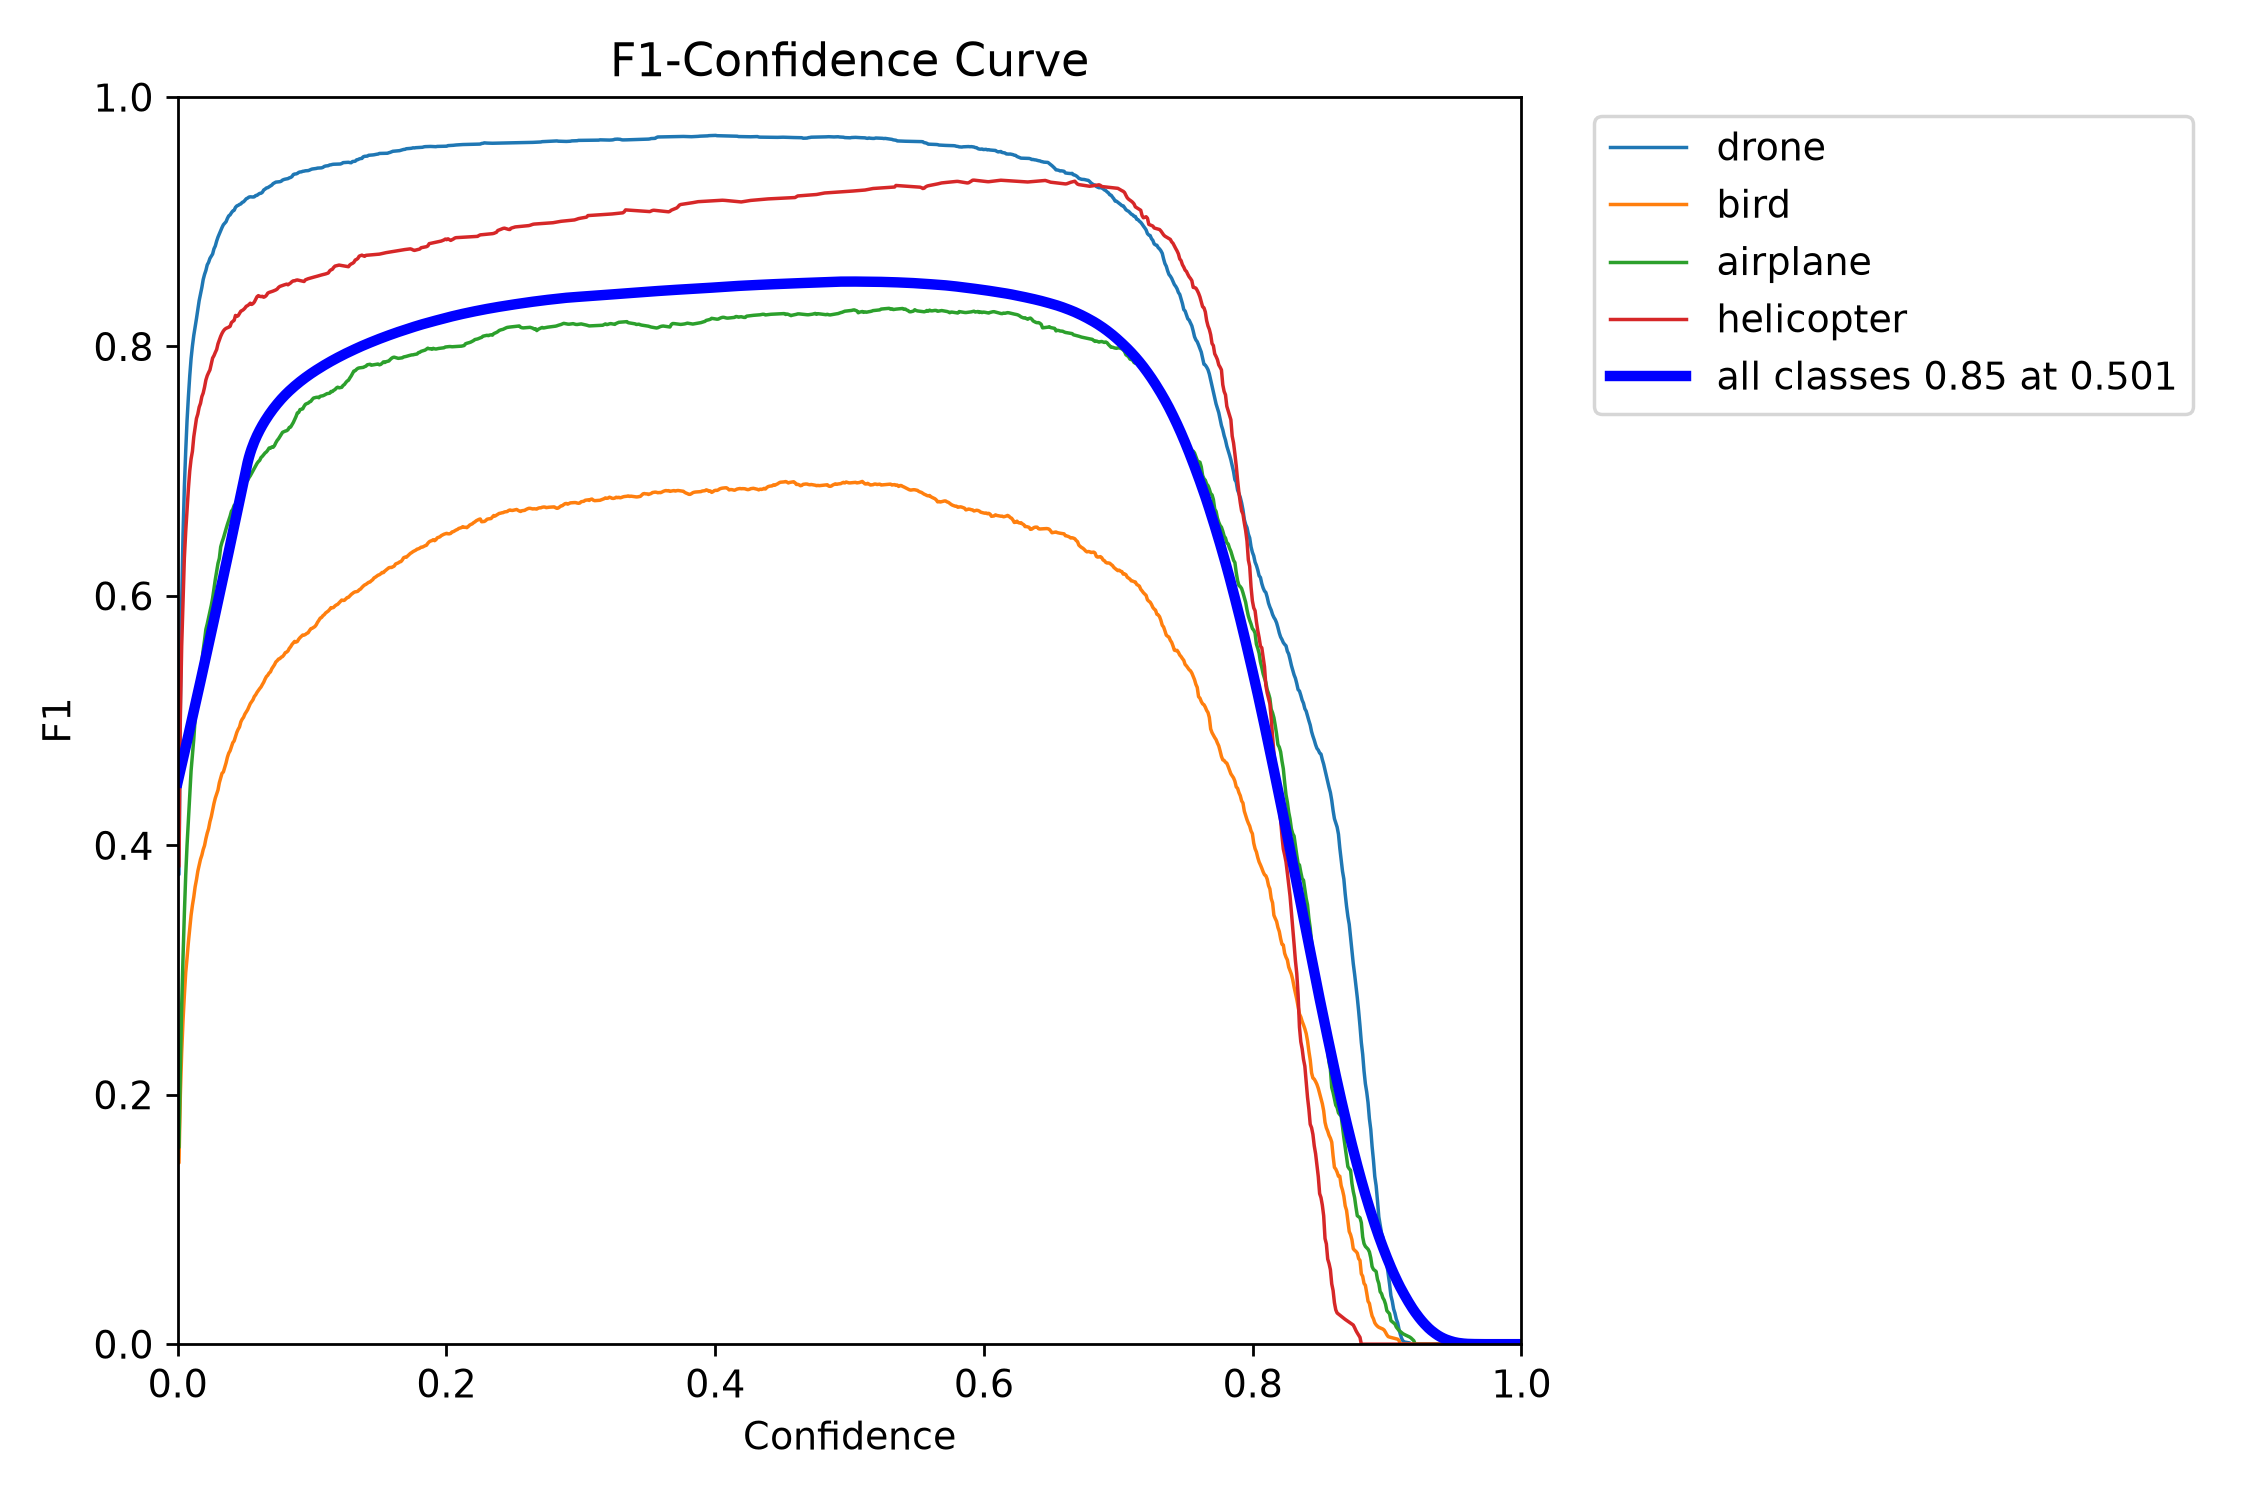 F1-Confidence Curve
1.0
0.8
0.6
0.4
0.2
0.0
F1
0.0 0.2 0.4 0.6 0.8 1.0
Confidence
drone
bird
airplane
helicopter
all classes 0.85 at 0.501